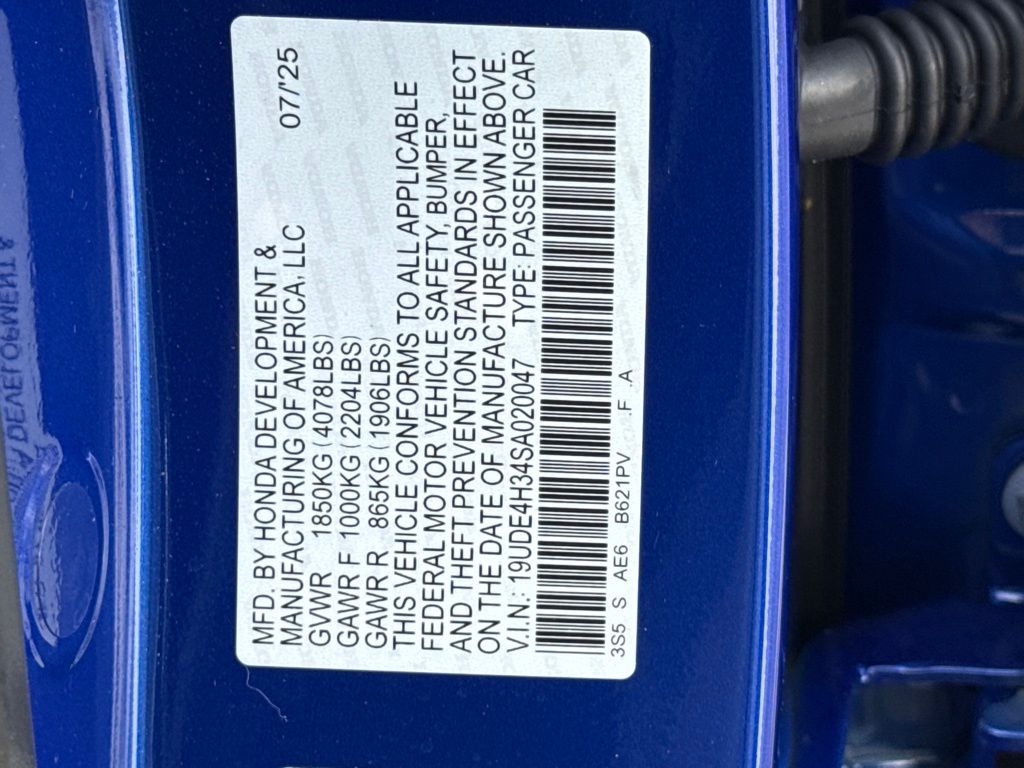 MFD. BY HONDA DEVELOPMENT &
MANUFACTURING OF AMERICA, LLC 07/'25
GVWR 1850KG ( 4078LBS)
GAWR F 1000KG ( 2204LBS)
GAWR R 865KG ( 1906LBS)
THIS VEHICLE CONFORMS TO ALL APPLICABLE
FEDERAL MOTOR VEHICLE SAFETY, BUMPER,
AND THEFT PREVENTION STANDARDS IN EFFECT
ON THE DATE OF MANUFACTURE SHOWN ABOVE.
V.I.N.: 19UDE4H34SA020047 TYPE: PASSENGER CAR
3S5 S AE6 B621PV .F .A